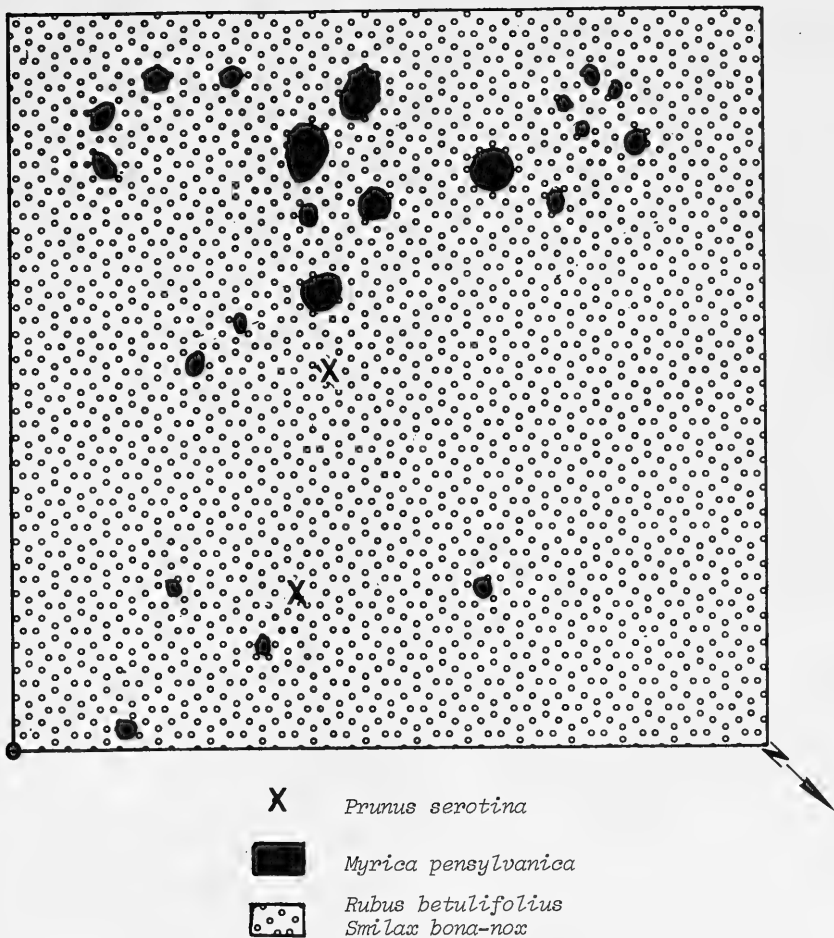 N
X Prunus serotina
Myrica pensylvanica
Rubus betulifolius
Smilax bona-nox